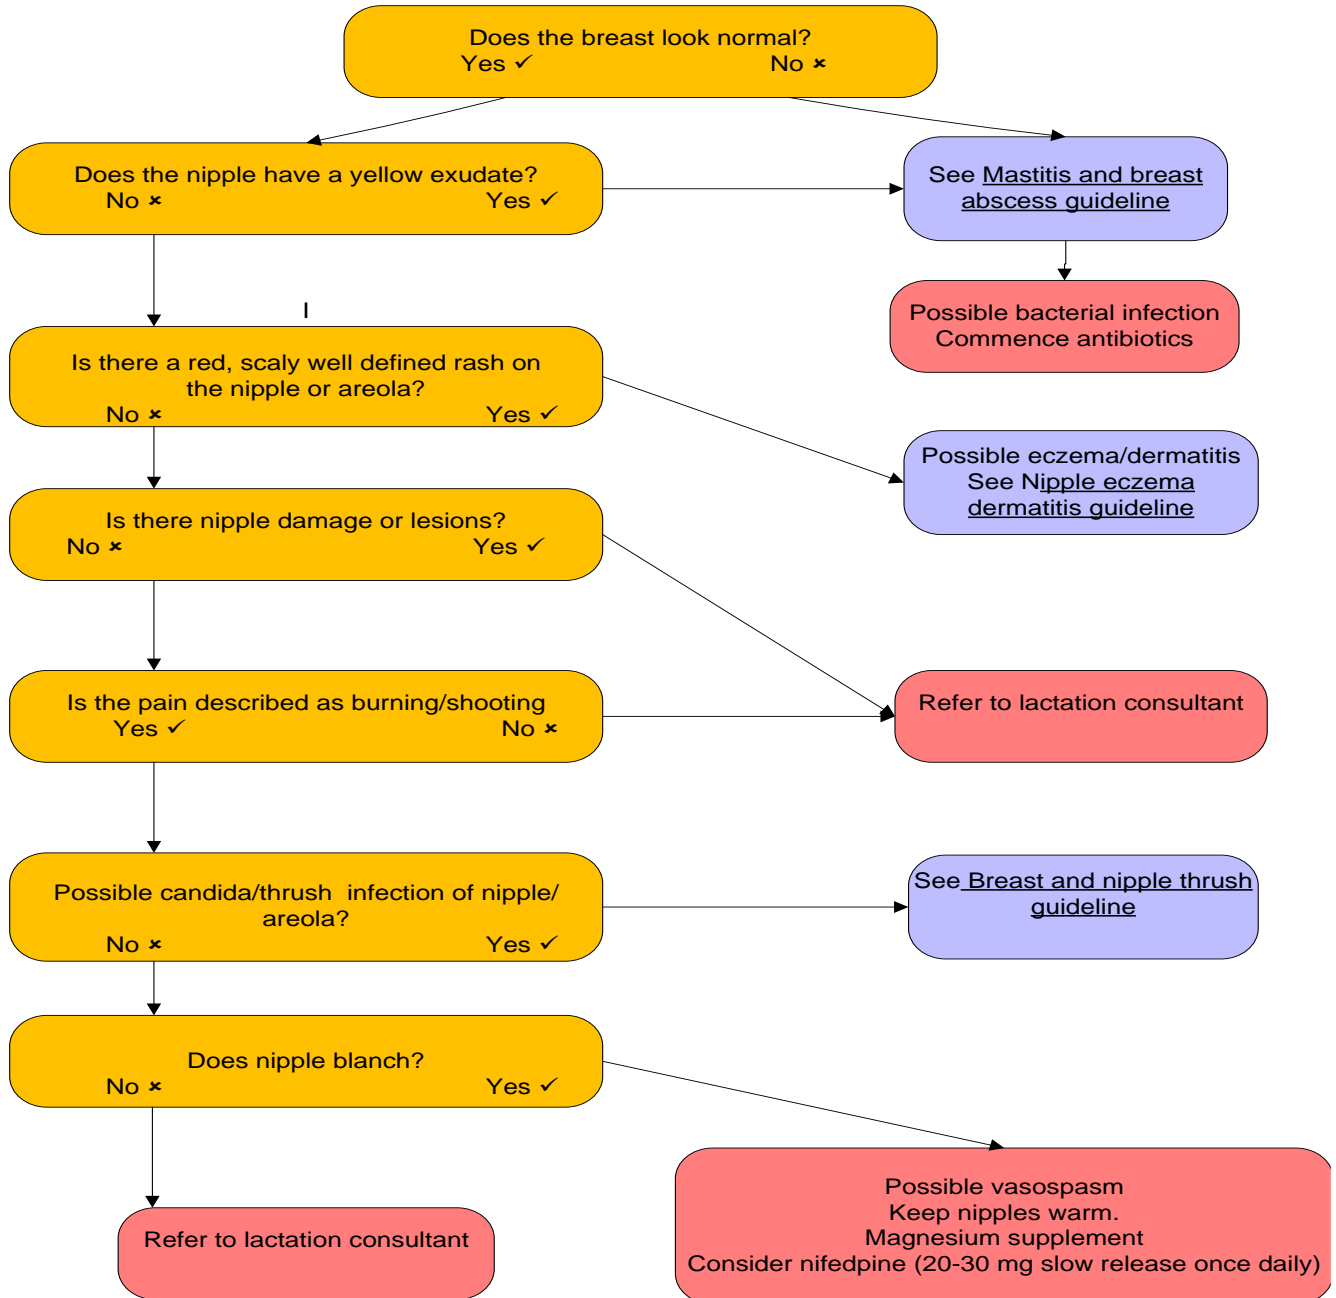 Does the breast look normal?
Yes ✓ No ×
Does the nipple have a yellow exudate?
No × Yes ✓
See Mastitis and breast
abscess guideline
Possible bacterial infection
Commence antibiotics
I
Is there a red, scaly well defined rash on
the nipple or areola?
No × Yes ✓
Possible eczema/dermatitis
See Nipple eczema
dermatitis guideline
Is there nipple damage or lesions?
No × Yes ✓
Is the pain described as burning/shooting
Yes ✓ No ×
Refer to lactation consultant
Possible candida/thrush infection of nipple/
areola?
No × Yes ✓
See Breast and nipple thrush
guideline
Does nipple blanch?
No × Yes ✓
Refer to lactation consultant
Possible vasospasm
Keep nipples warm.
Magnesium supplement
Consider nifedpine (20-30 mg slow release once daily)